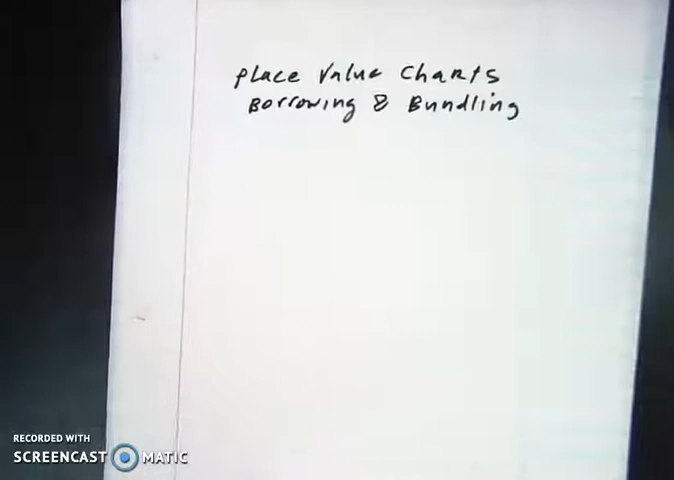 Place Value Charts
Borrowing & Bundling
RECORDED WITH
SCREENCAST MATIC